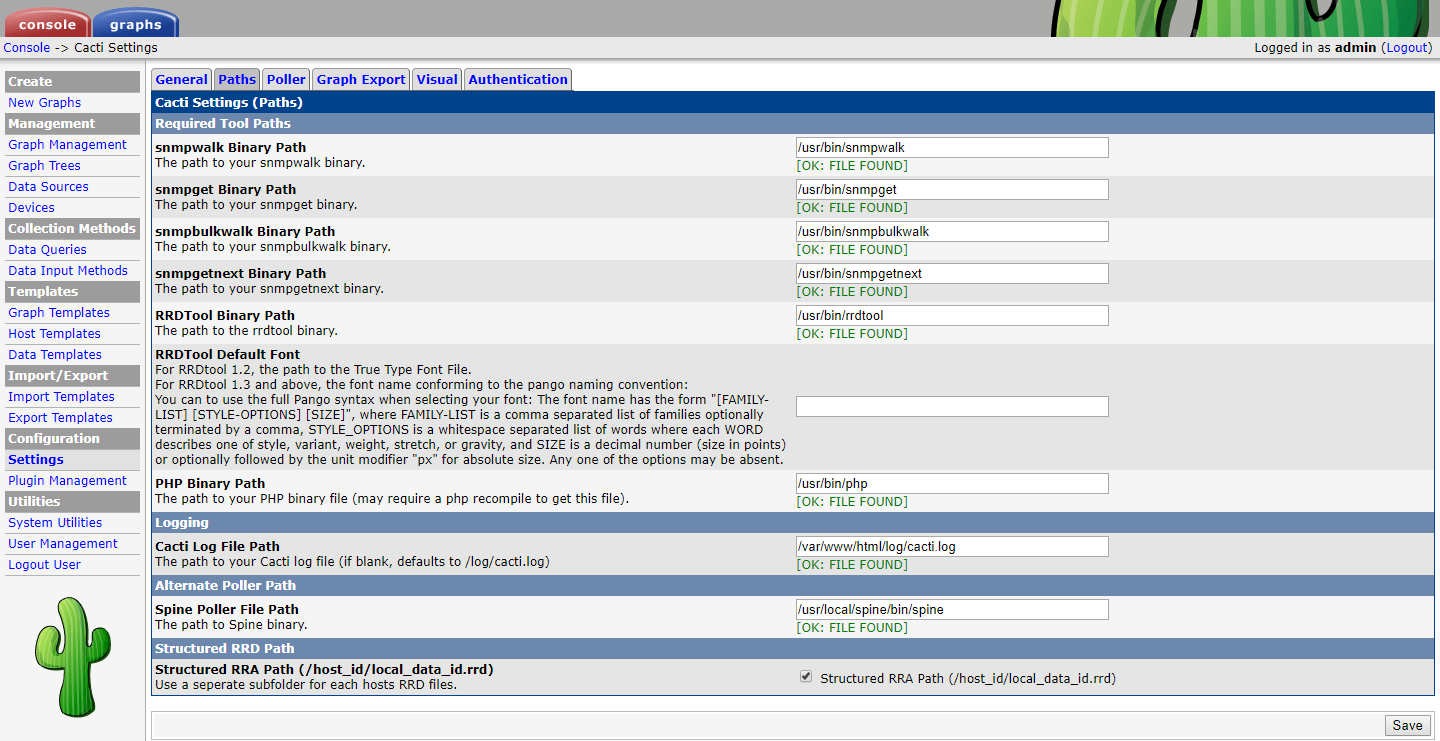 console graphs
Console -> Cacti Settings
Logged in as admin (Logout)
Create
New Graphs
Management
Graph Management
Graph Trees
Data Sources
Devices
Collection Methods
Data Queries
Data Input Methods
Templates
Graph Templates
Host Templates
Data Templates
Import/Export
Import Templates
Export Templates
Configuration
Settings
Plugin Management
Utilities
System Utilities
User Management
Logout User
General Paths Poller Graph Export Visual Authentication
Cacti Settings (Paths)
Required Tool Paths
snmpwalk Binary Path
The path to your snmpwalk binary.
/usr/bin/snmpwalk
[OK: FILE FOUND]
snmpget Binary Path
The path to your snmpget binary.
/usr/bin/snmpget
[OK: FILE FOUND]
snmpbulkwalk Binary Path
The path to your snmpbulkwalk binary.
/usr/bin/snmpbulkwalk
[OK: FILE FOUND]
snmpgetnext Binary Path
The path to your snmpgetnext binary.
/usr/bin/snmpgetnext
[OK: FILE FOUND]
RRDTool Binary Path
The path to the rrdtool binary.
/usr/bin/rrdtool
[OK: FILE FOUND]
RRDTool Default Font
For RRDtool 1.2, the path to the True Type Font File.
For RRDtool 1.3 and above, the font name conforming to the pango naming convention:
You can to use the full Pango syntax when selecting your font: The font name has the form "[FAMILY-
LIST] [STYLE-OPTIONS] [SIZE]", where FAMILY-LIST is a comma separated list of families optionally
terminated by a comma, STYLE_OPTIONS is a whitespace separated list of words where each WORD
describes one of style, variant, weight, stretch, or gravity, and SIZE is a decimal number (size in points)
or optionally followed by the unit modifier "px" for absolute size. Any one of the options may be absent.
PHP Binary Path
The path to your PHP binary file (may require a php recompile to get this file).
/usr/bin/php
[OK: FILE FOUND]
Logging
Cacti Log File Path
The path to your Cacti log file (if blank, defaults to /log/cacti.log)
/var/www/html/log/cacti.log
[OK: FILE FOUND]
Alternate Poller Path
Spine Poller File Path
The path to Spine binary.
/usr/local/spine/bin/spine
[OK: FILE FOUND]
Structured RRD Path
Structured RRA Path (/host_id/local_data_id.rrd)
Use a seperate subfolder for each hosts RRD files.
Structured RRA Path (/host_id/local_data_id.rrd)
Save